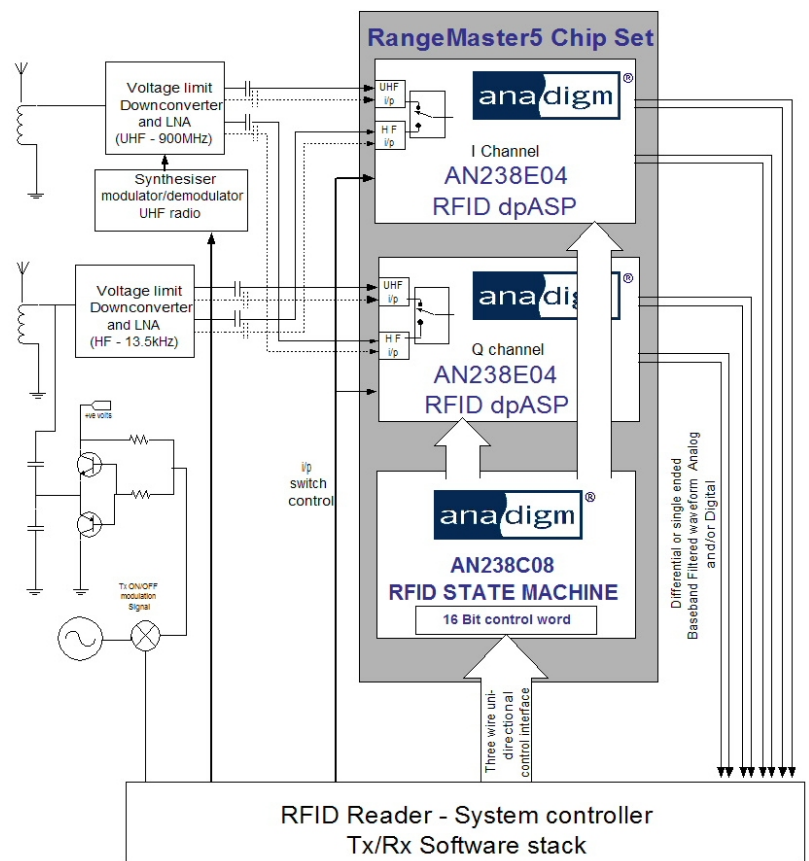 RangeMaster5 Chip Set
Voltage limit
Downconverter
and LNA
(UHF - 900MHz)
Synthesiser
modulator/demodulator
UHF radio
Voltage limit
Downconverter
and LNA
(HF - 13.5kHz)
UHF
i/p
H F
i/p
anadigm®
I Channel
AN238E04
RFID dpASP
UHF
i/p
H F
i/p
anadigm®
Q channel
AN238E04
RFID dpASP
+ve volts
i/p
switch
control
anadigm®
AN238C08
RFID STATE MACHINE
16 Bit control word
Tx ON/OFF
modulation
Signal
Three wire uni-
directional
control interface
Differential or single ended
Baseband Filtered waveform Analog
and/or Digital
RFID Reader - System controller
Tx/Rx Software stack